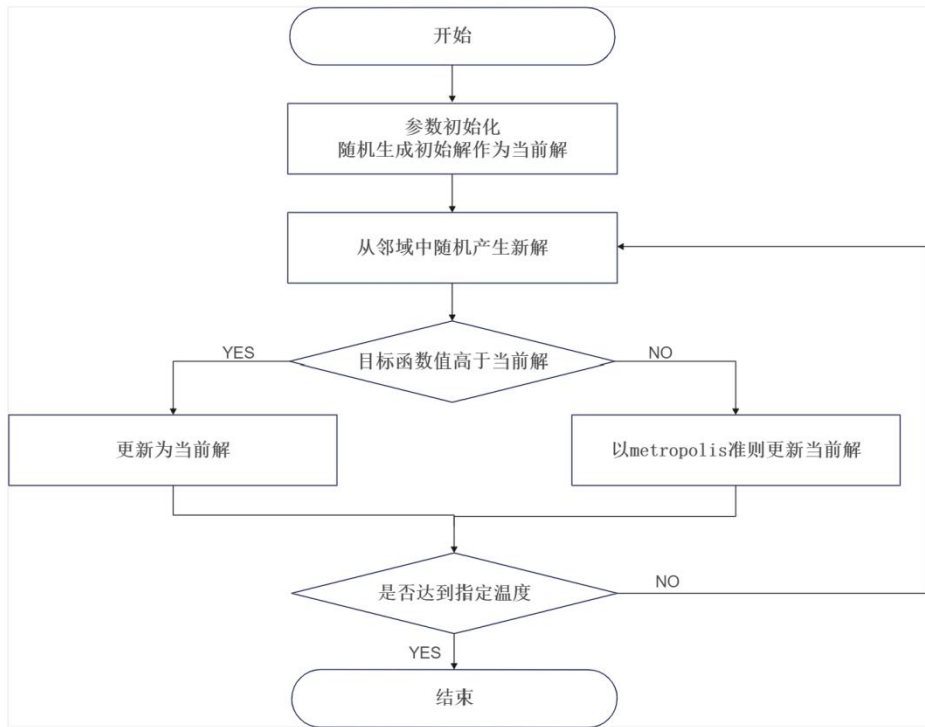 开始
参数初始化
随机生成初始解作为当前解
从邻域中随机产生新解
目标函数值高于当前解
YES
NO
更新为当前解
以metropolis准则更新当前解
是否达到指定温度
NO
YES
结束